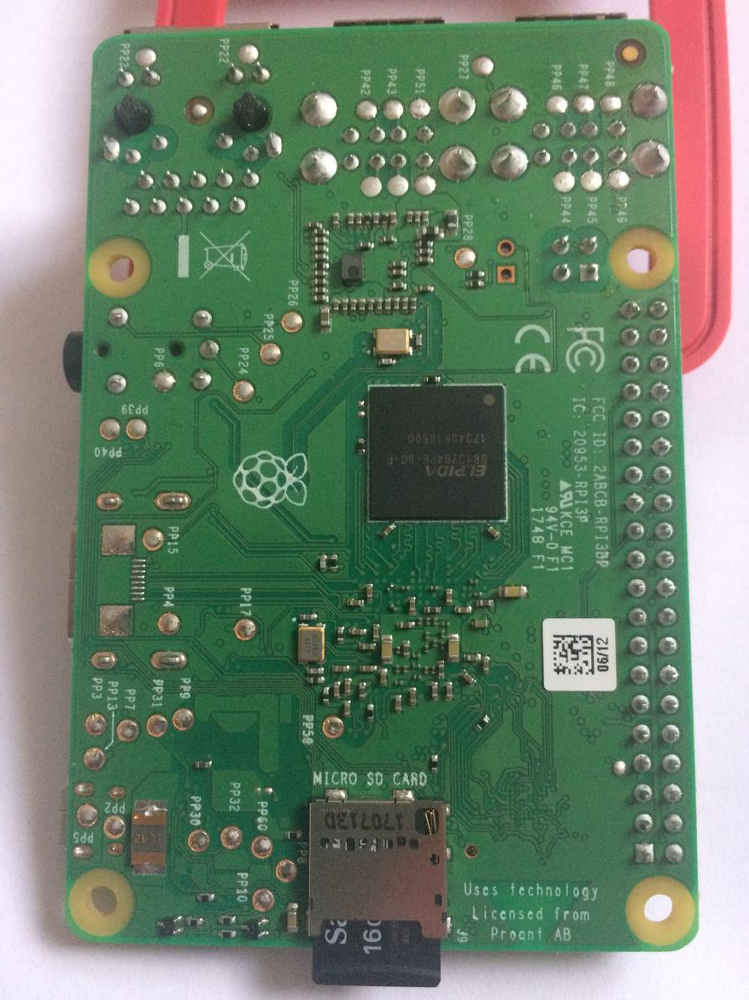 PP23
PP22
PP42
PP43
PP51
PP27
PP46
PP47
PP48
PP44
PP45
PP49
PP28
PP26
PP25
PP24
PP6
PP39
PP40
CE
FC
FCC ID: 2ABCB-RPI3BP
IC: 20953-RPI3P
KCE MC1
94V-0 F1
1748 F1
ELPIDA
B8132B4PB-8D-F
PP15
PP4
PP17
06/12
PP3
PP13
PP7
PP31
PP9
PP58
MICRO SD CARD
170713D
PP2
PP5
PP30
PP32
PP60
PP8
PP10
Sa
16
J9
Uses technology
Licensed from
Proant AB